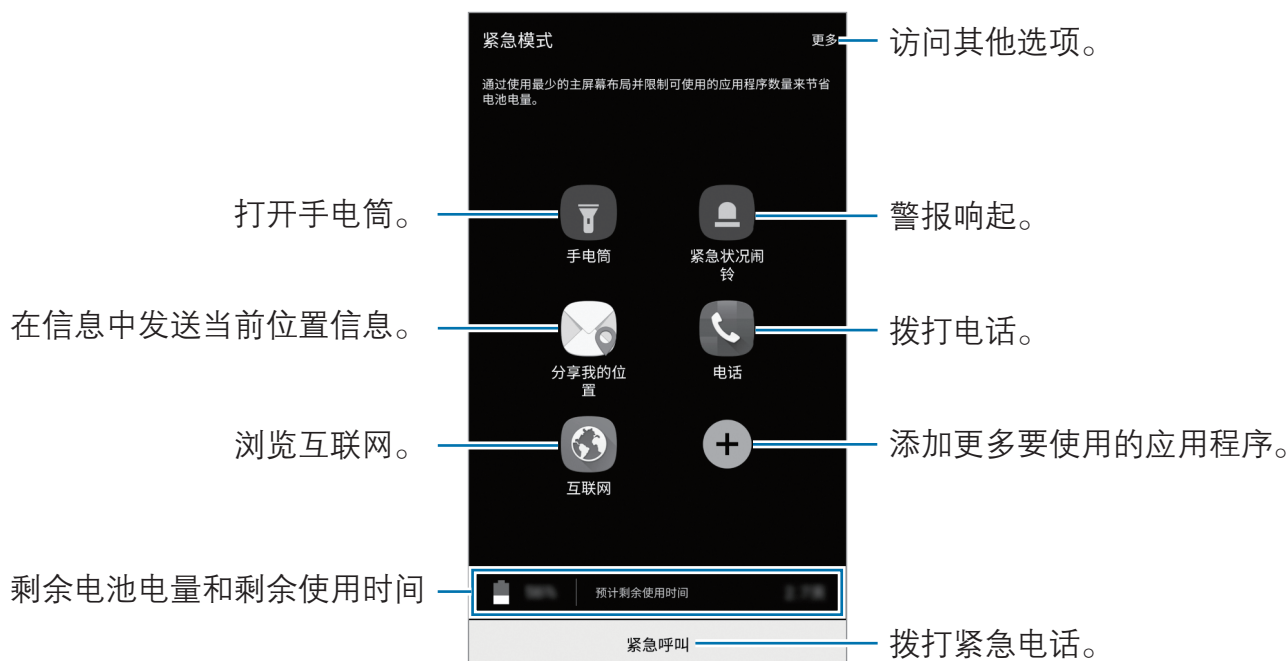 紧急模式
更多
访问其他选项。
通过使用最少的主屏幕布局并限制可使用的应用程序数量来节省
电池电量。
打开手电筒。
手电筒
紧急状况闹
铃
警报响起。
在信息中发送当前位置信息。
分享我的位
置
电话
拨打电话。
浏览互联网。
互联网
添加更多要使用的应用程序。
剩余电池电量和剩余使用时间
预计剩余使用时间
紧急呼叫
拨打紧急电话。